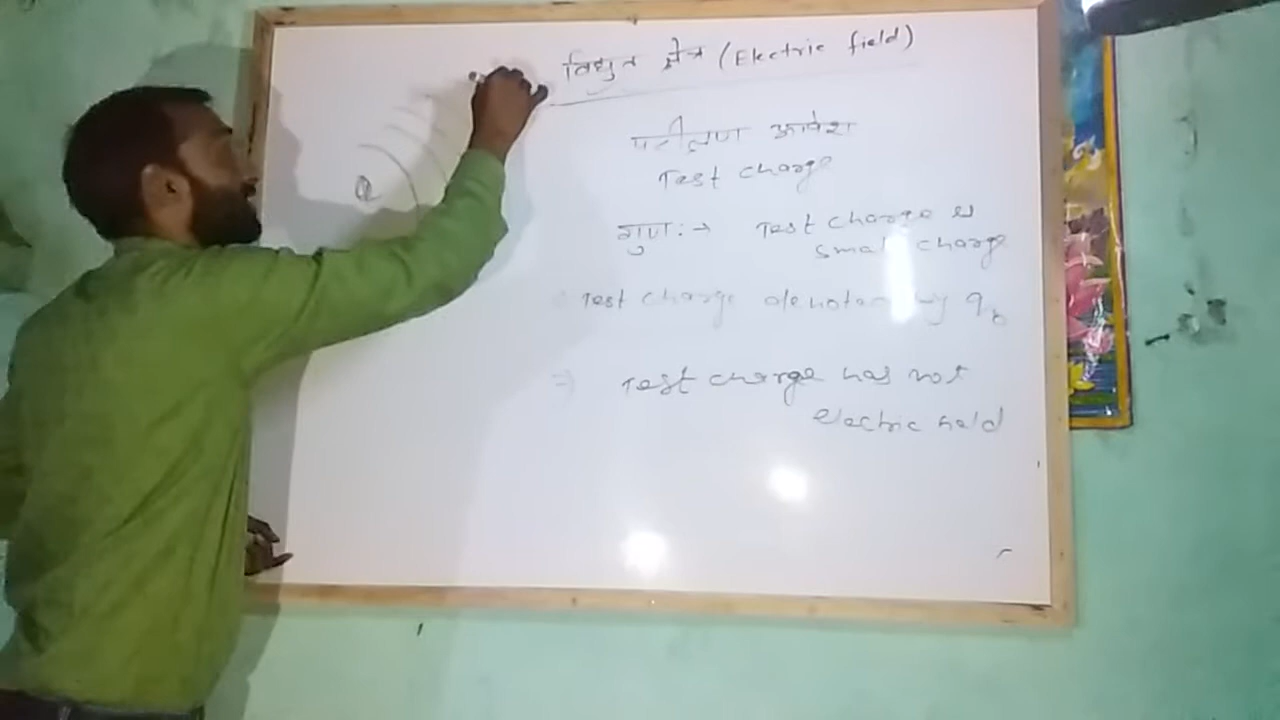 विद्युत क्षेत्र (Electric field)
परीक्षण आवेश
Test charge
Q
गुण :→ Test charge is
small charge
Test charge denoted by q₀
⇒ Test charge has not
electric field